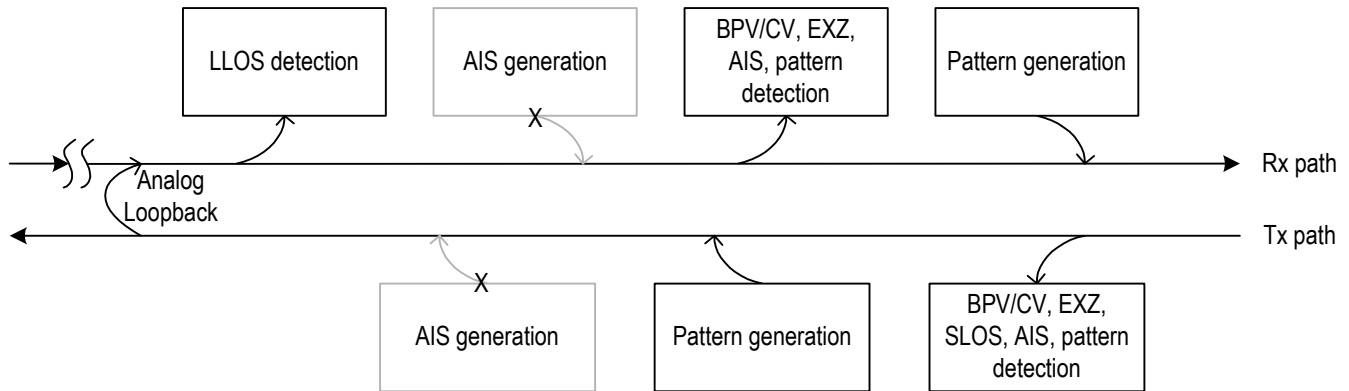 LLOS detection
AIS generation
X
BPV/CV, EXZ,
AIS, pattern
detection
Pattern generation
Rx path
Analog
Loopback
Tx path
X
AIS generation
Pattern generation
BPV/CV, EXZ,
SLOS, AIS, pattern
detection